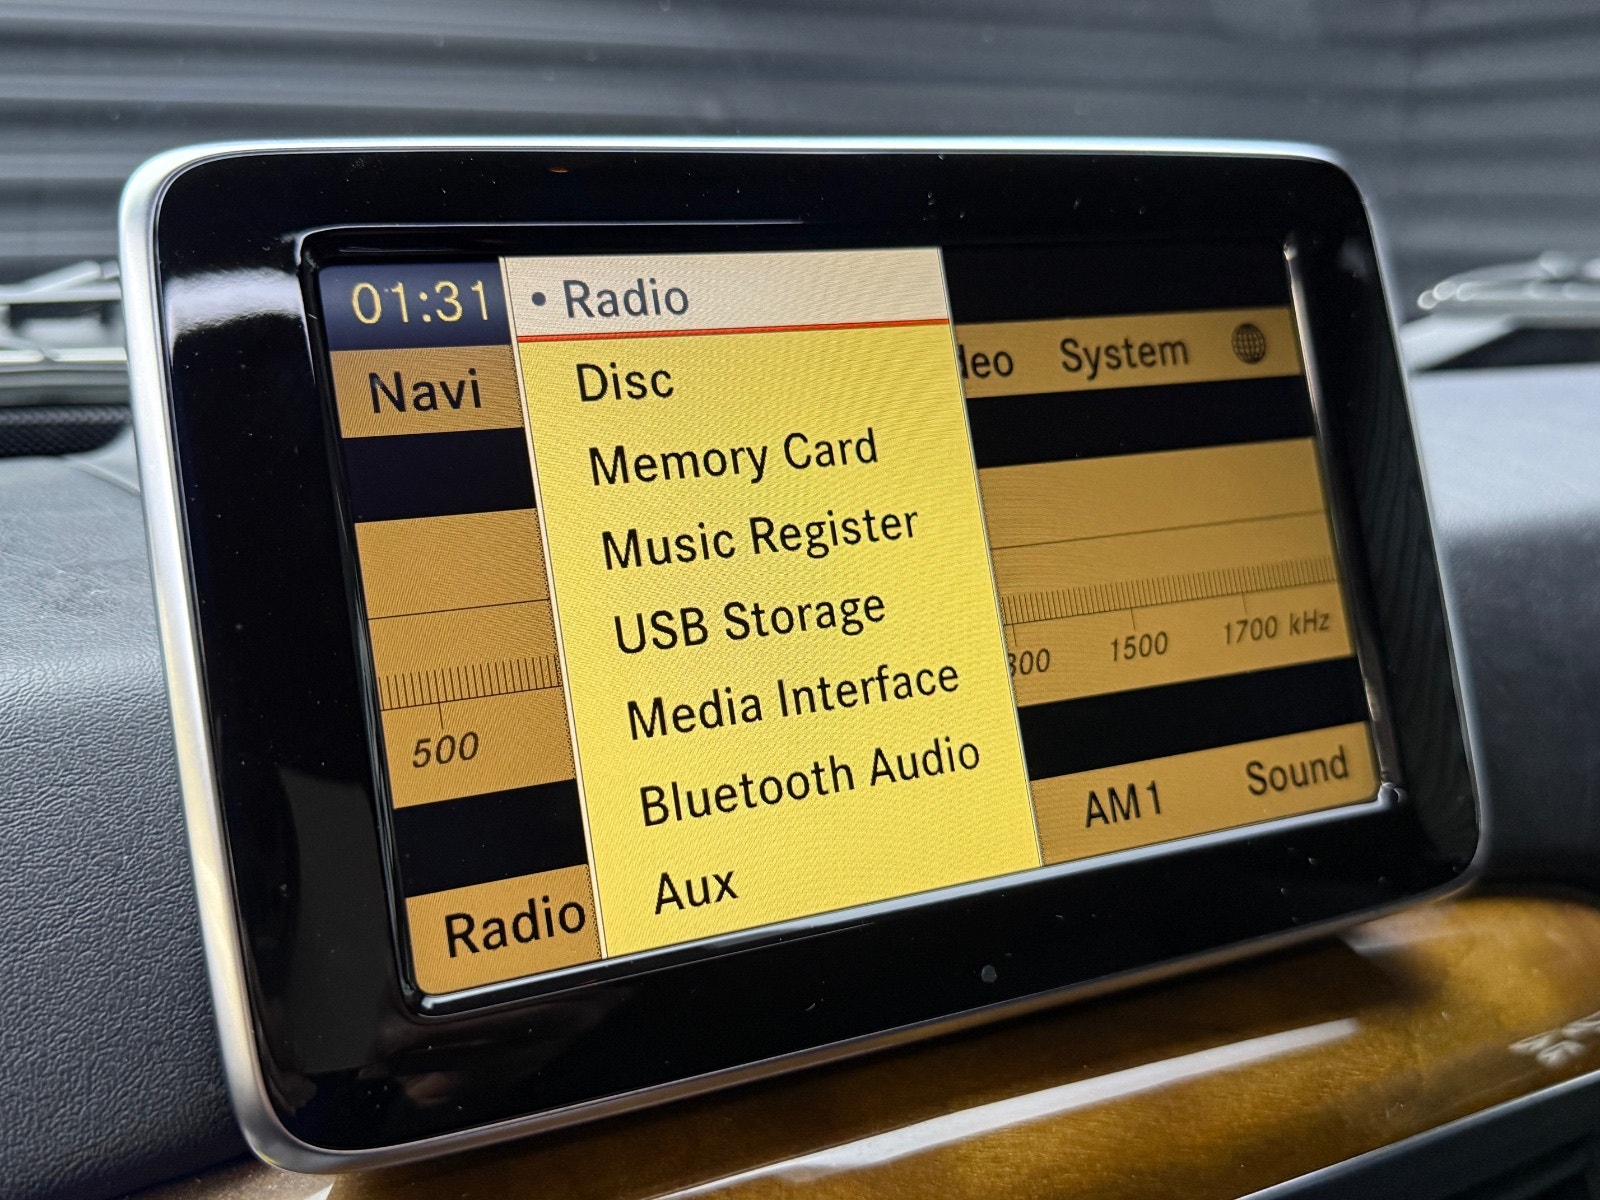 01:31
• Radio
Navi
Disc
deo System
Memory Card
Music Register
USB Storage
Media Interface
Bluetooth Audio
Aux
500
300 1500 1700 kHz
Radio
AM1 Sound